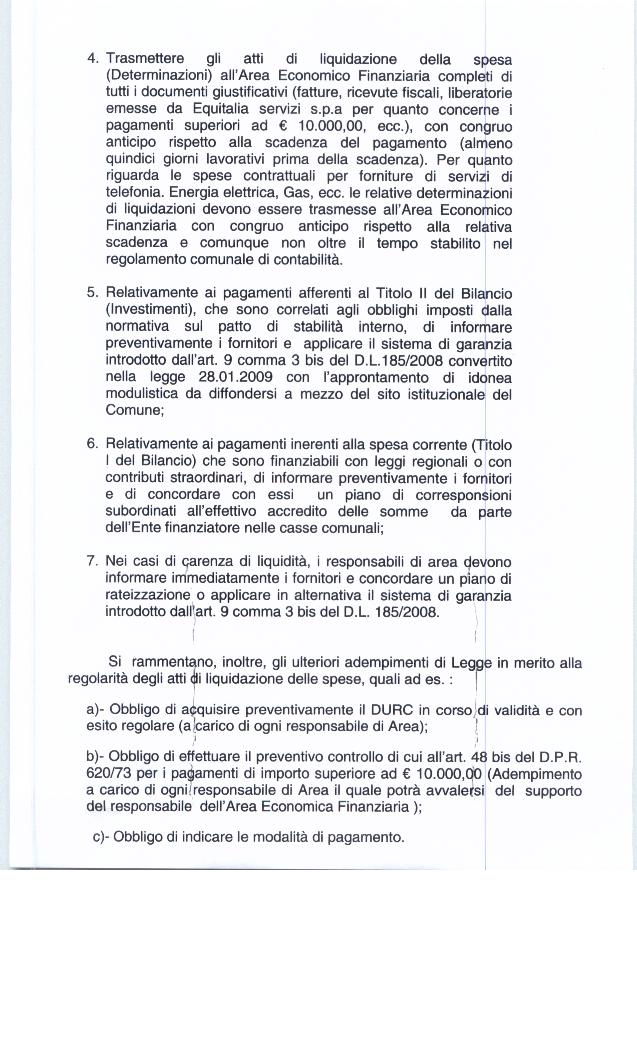 4. Trasmettere gli atti di liquidazione della spesa
(Determinazioni) all'Area Economico Finanziaria completi di
tutti i documenti giustificativi (fatture, ricevute fiscali, liberatorie
emesse da Equitalia servizi s.p.a per quanto concerne i
pagamenti superiori ad € 10.000,00, ecc.), con congruo
anticipo rispetto alla scadenza del pagamento (almeno
quindici giorni lavorativi prima della scadenza). Per quanto
riguarda le spese contrattuali per forniture di servizi di
telefonia. Energia elettrica, Gas, ecc. le relative determinazioni
di liquidazioni devono essere trasmesse all'Area Economico
Finanziaria con congruo anticipo rispetto alla relativa
scadenza e comunque non oltre il tempo stabilito nel
regolamento comunale di contabilità.
5. Relativamente ai pagamenti afferenti al Titolo II del Bilancio
(Investimenti), che sono correlati agli obblighi imposti dalla
normativa sul patto di stabilità interno, di informare
preventivamente i fornitori e applicare il sistema di garanzia
introdotto dall'art. 9 comma 3 bis del D.L.185/2008 convertito
nella legge 28.01.2009 con l'approntamento di idonea
modulistica da diffondersi a mezzo del sito istituzionale del
Comune;
6. Relativamente ai pagamenti inerenti alla spesa corrente (Titolo
I del Bilancio) che sono finanziabili con leggi regionali o con
contributi straordinari, di informare preventivamente i fornitori
e di concordare con essi un piano di corresponsioni
subordinati all'effettivo accredito delle somme da parte
dell'Ente finanziatore nelle casse comunali;
7. Nei casi di carenza di liquidità, i responsabili di area devono
informare immediatamente i fornitori e concordare un piano di
rateizzazione o applicare in alternativa il sistema di garanzia
introdotto dall'art. 9 comma 3 bis del D.L. 185/2008.
Si rammentano, inoltre, gli ulteriori adempimenti di Legge in merito alla
regolarità degli atti di liquidazione delle spese, quali ad es. :
a)- Obbligo di acquisire preventivamente il DURC in corso di validità e con
esito regolare (a carico di ogni responsabile di Area);
b)- Obbligo di effettuare il preventivo controllo di cui all'art. 48 bis del D.P.R.
620/73 per i pagamenti di importo superiore ad € 10.000,00 (Adempimento
a carico di ogni responsabile di Area il quale potrà avvalersi del supporto
del responsabile dell'Area Economica Finanziaria );
c)- Obbligo di indicare le modalità di pagamento.